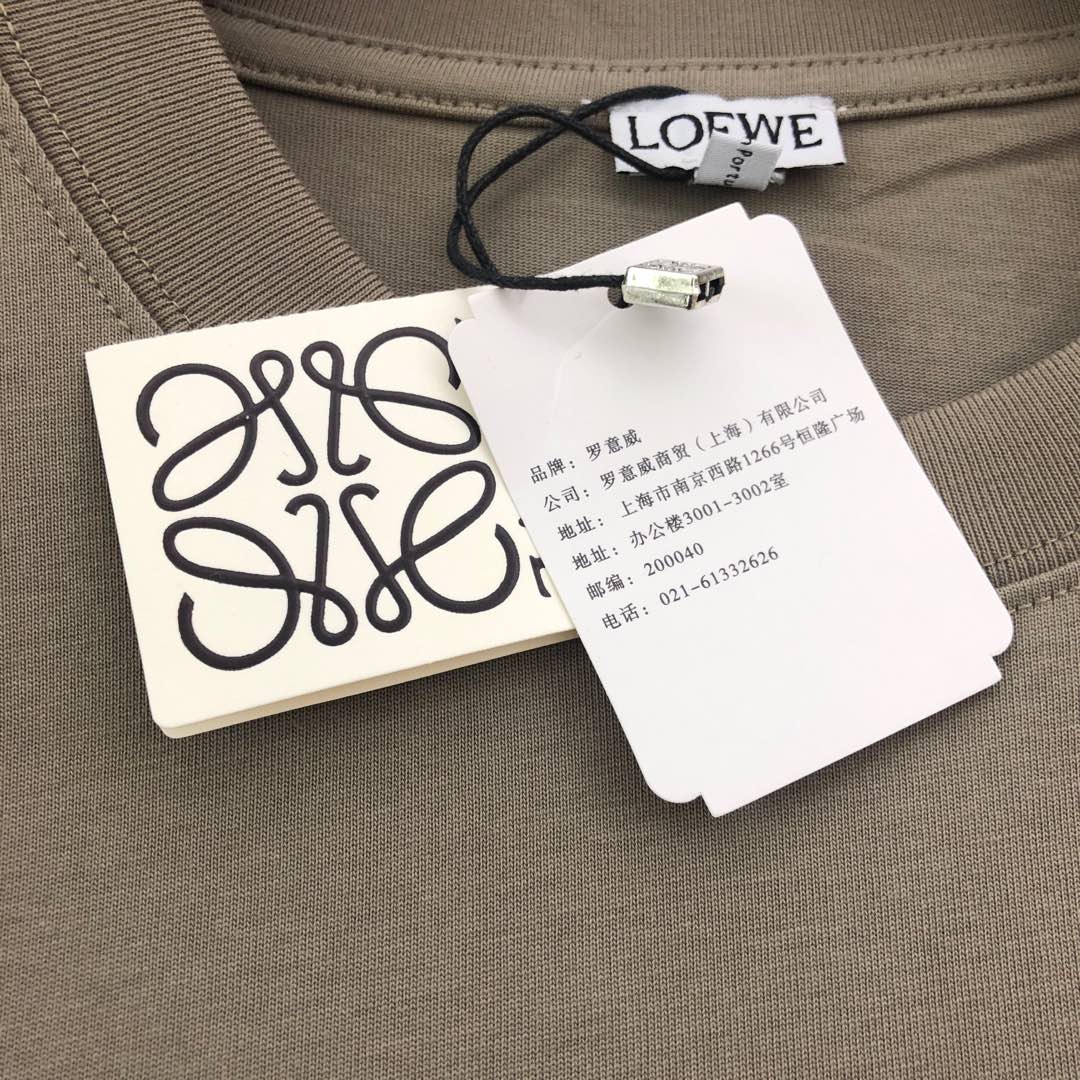 LOEWE
Portu
品牌：罗意威
公司：罗意威商贸（上海）有限公司
地址：上海市南京西路1266号恒隆广场
地址：办公楼3001-3002室
邮编：200040
电话：021-61332626